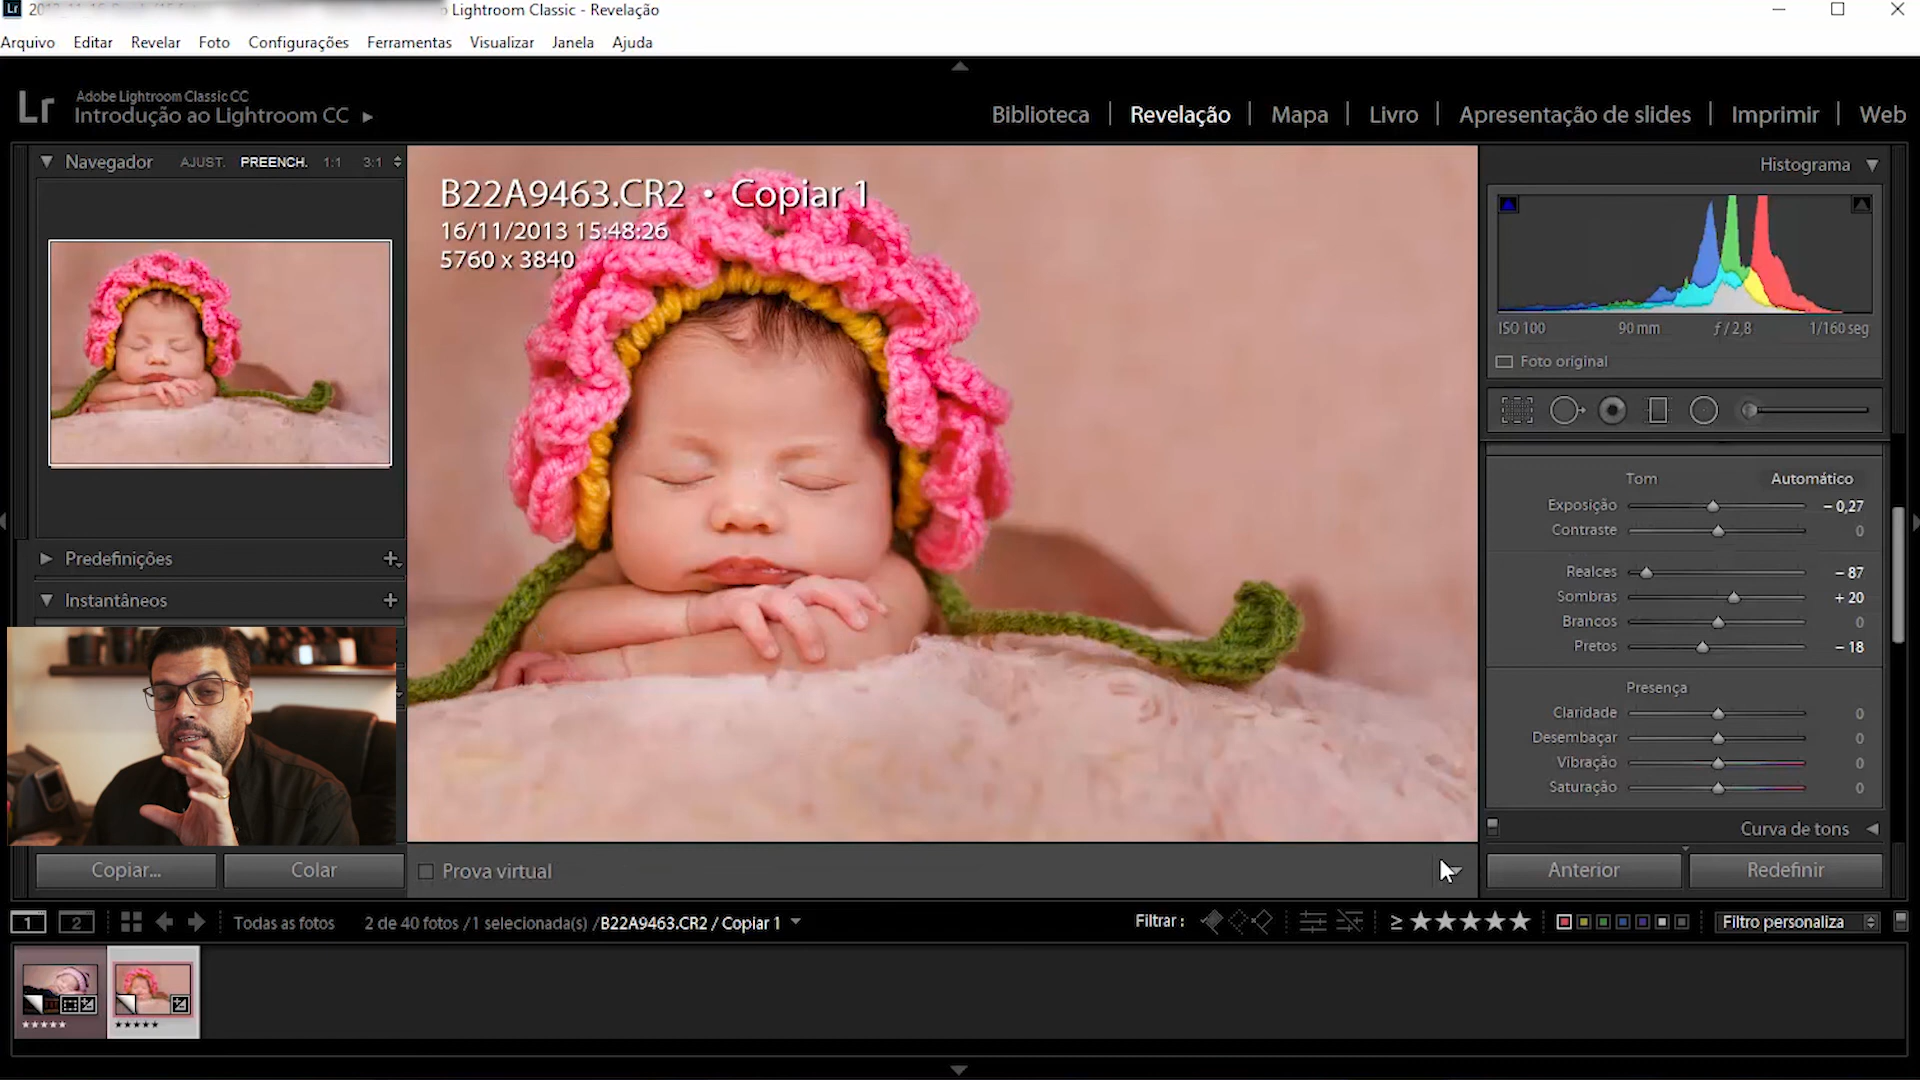 Lr
Lightroom Classic - Revelação
Arquivo Editar Revelar Foto Configurações Ferramentas Visualizar Janela Ajuda
Lr
Adobe Lightroom Classic CC
Introdução ao Lightroom CC
Biblioteca | Revelação | Mapa | Livro | Apresentação de slides | Imprimir | Web
Navegador AJUST. PREENCH. 1:1 3:1
Histograma
B22A9463.CR2 • Copiar 1
16/11/2013 15:48:26
5760 x 3840
ISO 100 90 mm ƒ / 2,8 1/160 seg
Foto original
Tom Automático
Exposição - 0,27
Contraste 0
Realces - 87
Sombras + 20
Brancos 0
Pretos - 18
Presença
Claridade 0
Desembaçar 0
Vibração 0
Saturação 0
Curva de tons
Predefinições
Instantâneos
Copiar... Colar
Prova virtual
Anterior Redefinir
1 2 Todas as fotos 2 de 40 fotos /1 selecionada(s) /B22A9463.CR2 / Copiar 1
Filtrar : ≥ ★★★★★ Filtro personaliza
★★★★★ ★★★★★